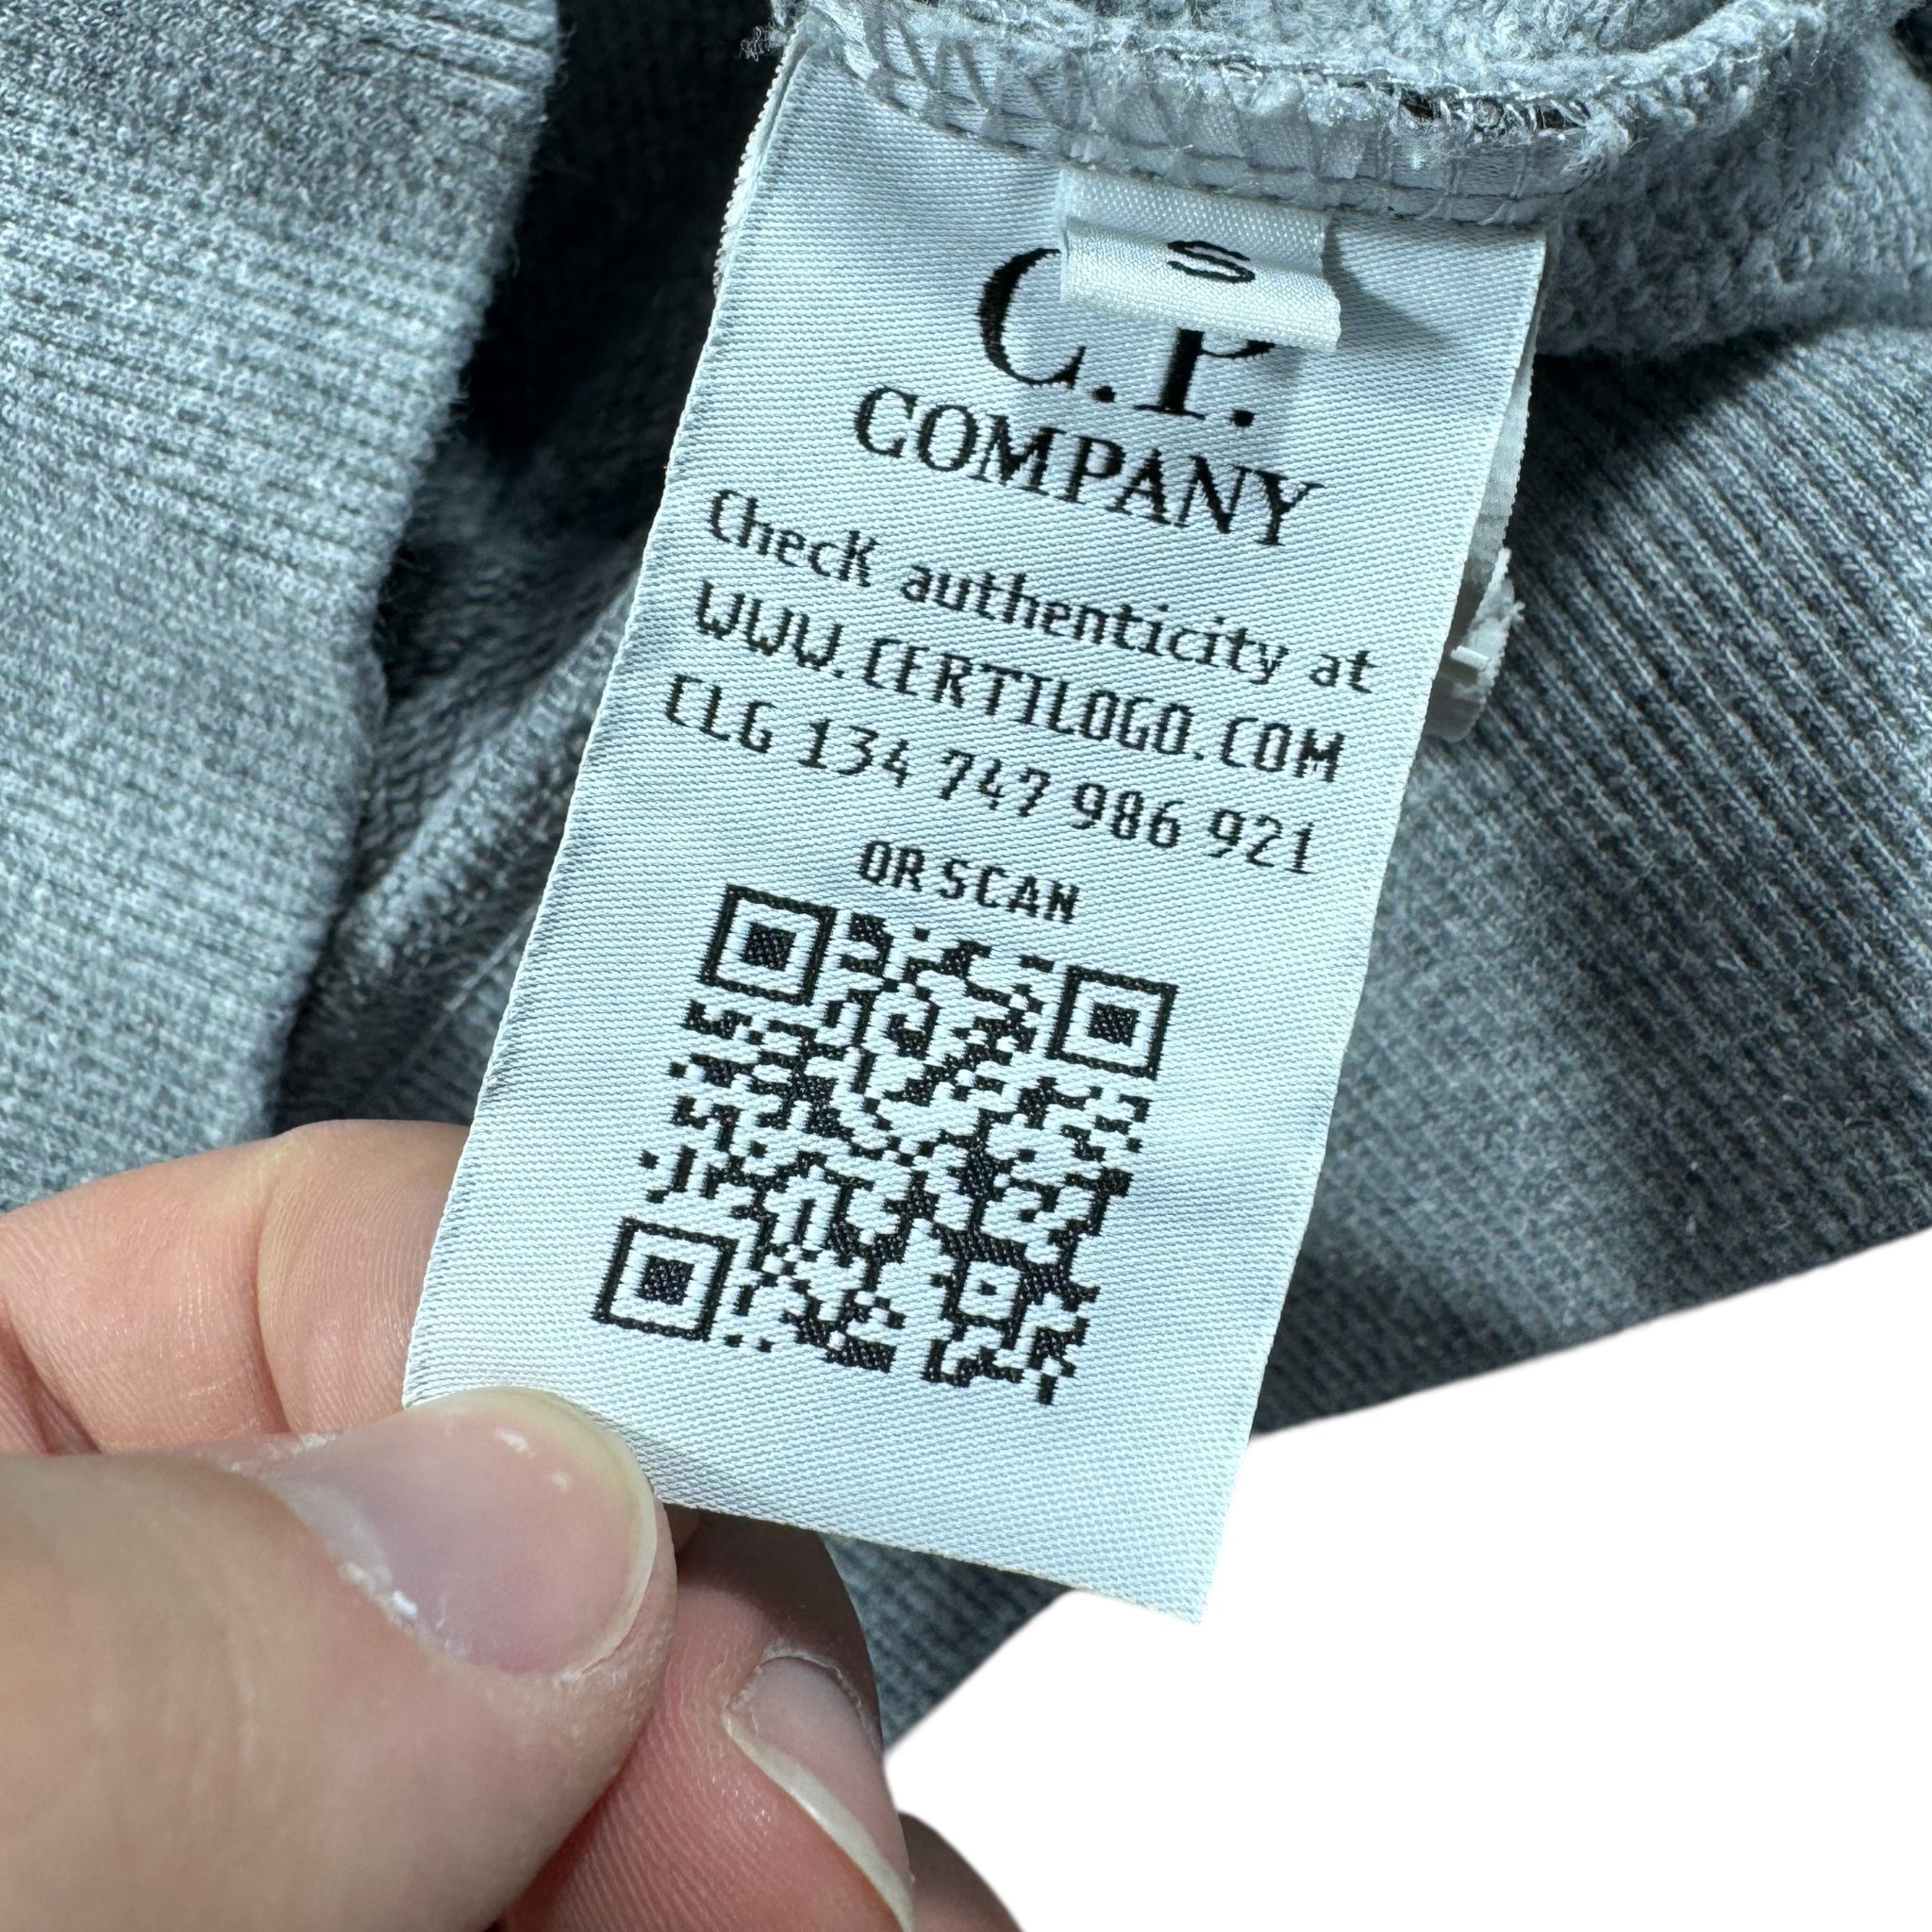 S
C.P.
COMPANY
Check authenticity at
WWW.CERTILOGO.COM
CLG 134 747 986 921
OR SCAN